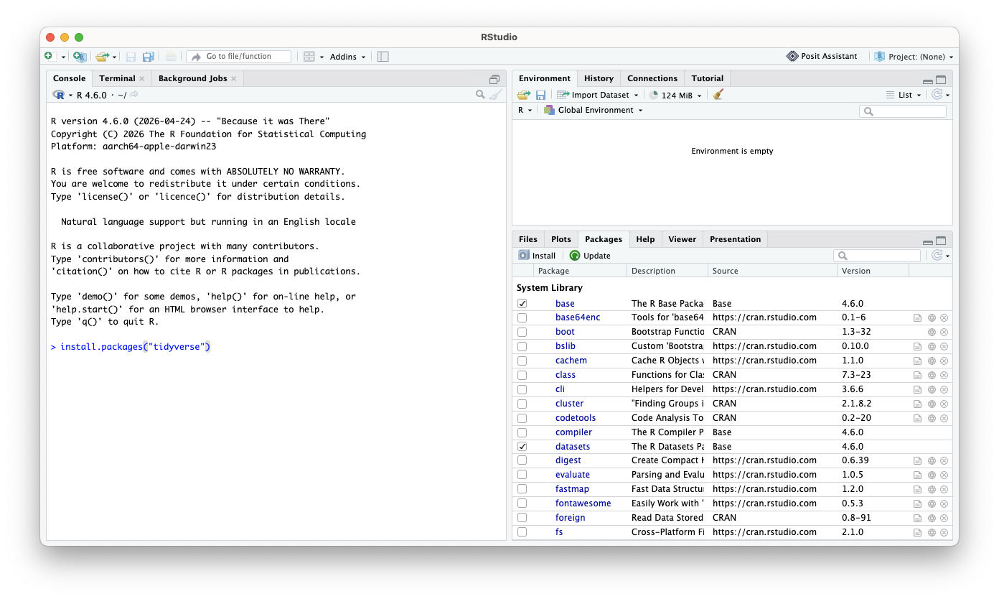 RStudio
Go to file/function
Addins
Posit Assistant
Project: (None)
Console
Terminal
Background Jobs
R 4.6.0 · ~/
R version 4.6.0 (2026-04-24) -- "Because it was There"
Copyright (C) 2026 The R Foundation for Statistical Computing
Platform: aarch64-apple-darwin23
R is free software and comes with ABSOLUTELY NO WARRANTY.
You are welcome to redistribute it under certain conditions.
Type 'license()' or 'licence()' for distribution details.
Natural language support but running in an English locale
R is a collaborative project with many contributors.
Type 'contributors()' for more information and
'citation()' on how to cite R or R packages in publications.
Type 'demo()' for some demos, 'help()' for on-line help, or
'help.start()' for an HTML browser interface to help.
Type 'q()' to quit R.
> install.packages("tidyverse")
Environment History Connections Tutorial
Import Dataset 124 MiB List
R Global Environment
Environment is empty
Files Plots Packages Help Viewer Presentation
Install Update
Package Description Source Version
System Library
base The R Base Packa Base 4.6.0
base64enc Tools for 'base64 https://cran.rstudio.com 0.1-6
boot Bootstrap Functio CRAN 1.3-32
bslib Custom 'Bootstra https://cran.rstudio.com 0.10.0
cachem Cache R Objects https://cran.rstudio.com 1.1.0
class Functions for Clas CRAN 7.3-23
cli Helpers for Devel https://cran.rstudio.com 3.6.6
cluster "Finding Groups i CRAN 2.1.8.2
codetools Code Analysis To CRAN 0.2-20
compiler The R Compiler P Base 4.6.0
datasets The R Datasets Pa Base 4.6.0
digest Create Compact H https://cran.rstudio.com 0.6.39
evaluate Parsing and Evalu https://cran.rstudio.com 1.0.5
fastmap Fast Data Structu https://cran.rstudio.com 1.2.0
fontawesome Easily Work with ' https://cran.rstudio.com 0.5.3
foreign Read Data Stored CRAN 0.8-91
fs Cross-Platform Fi https://cran.rstudio.com 2.1.0